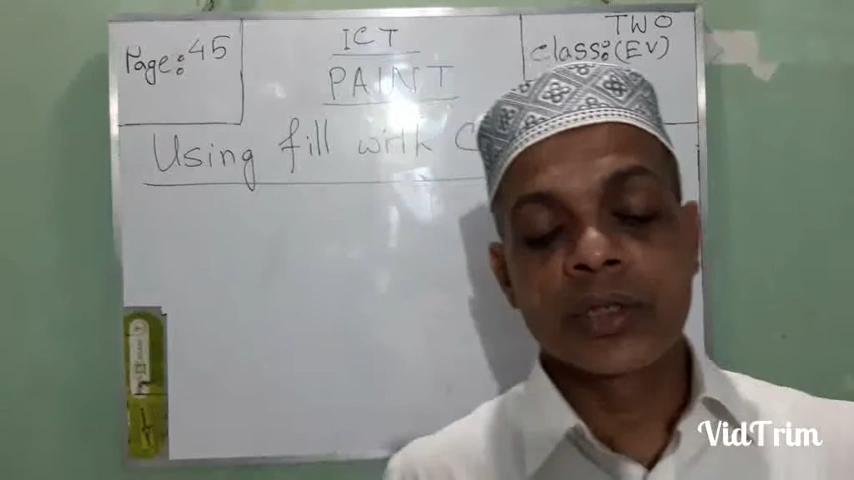 Page: 45
ICT
PAINT
TWO
class: (EV)
Using fill with C
VidTrim